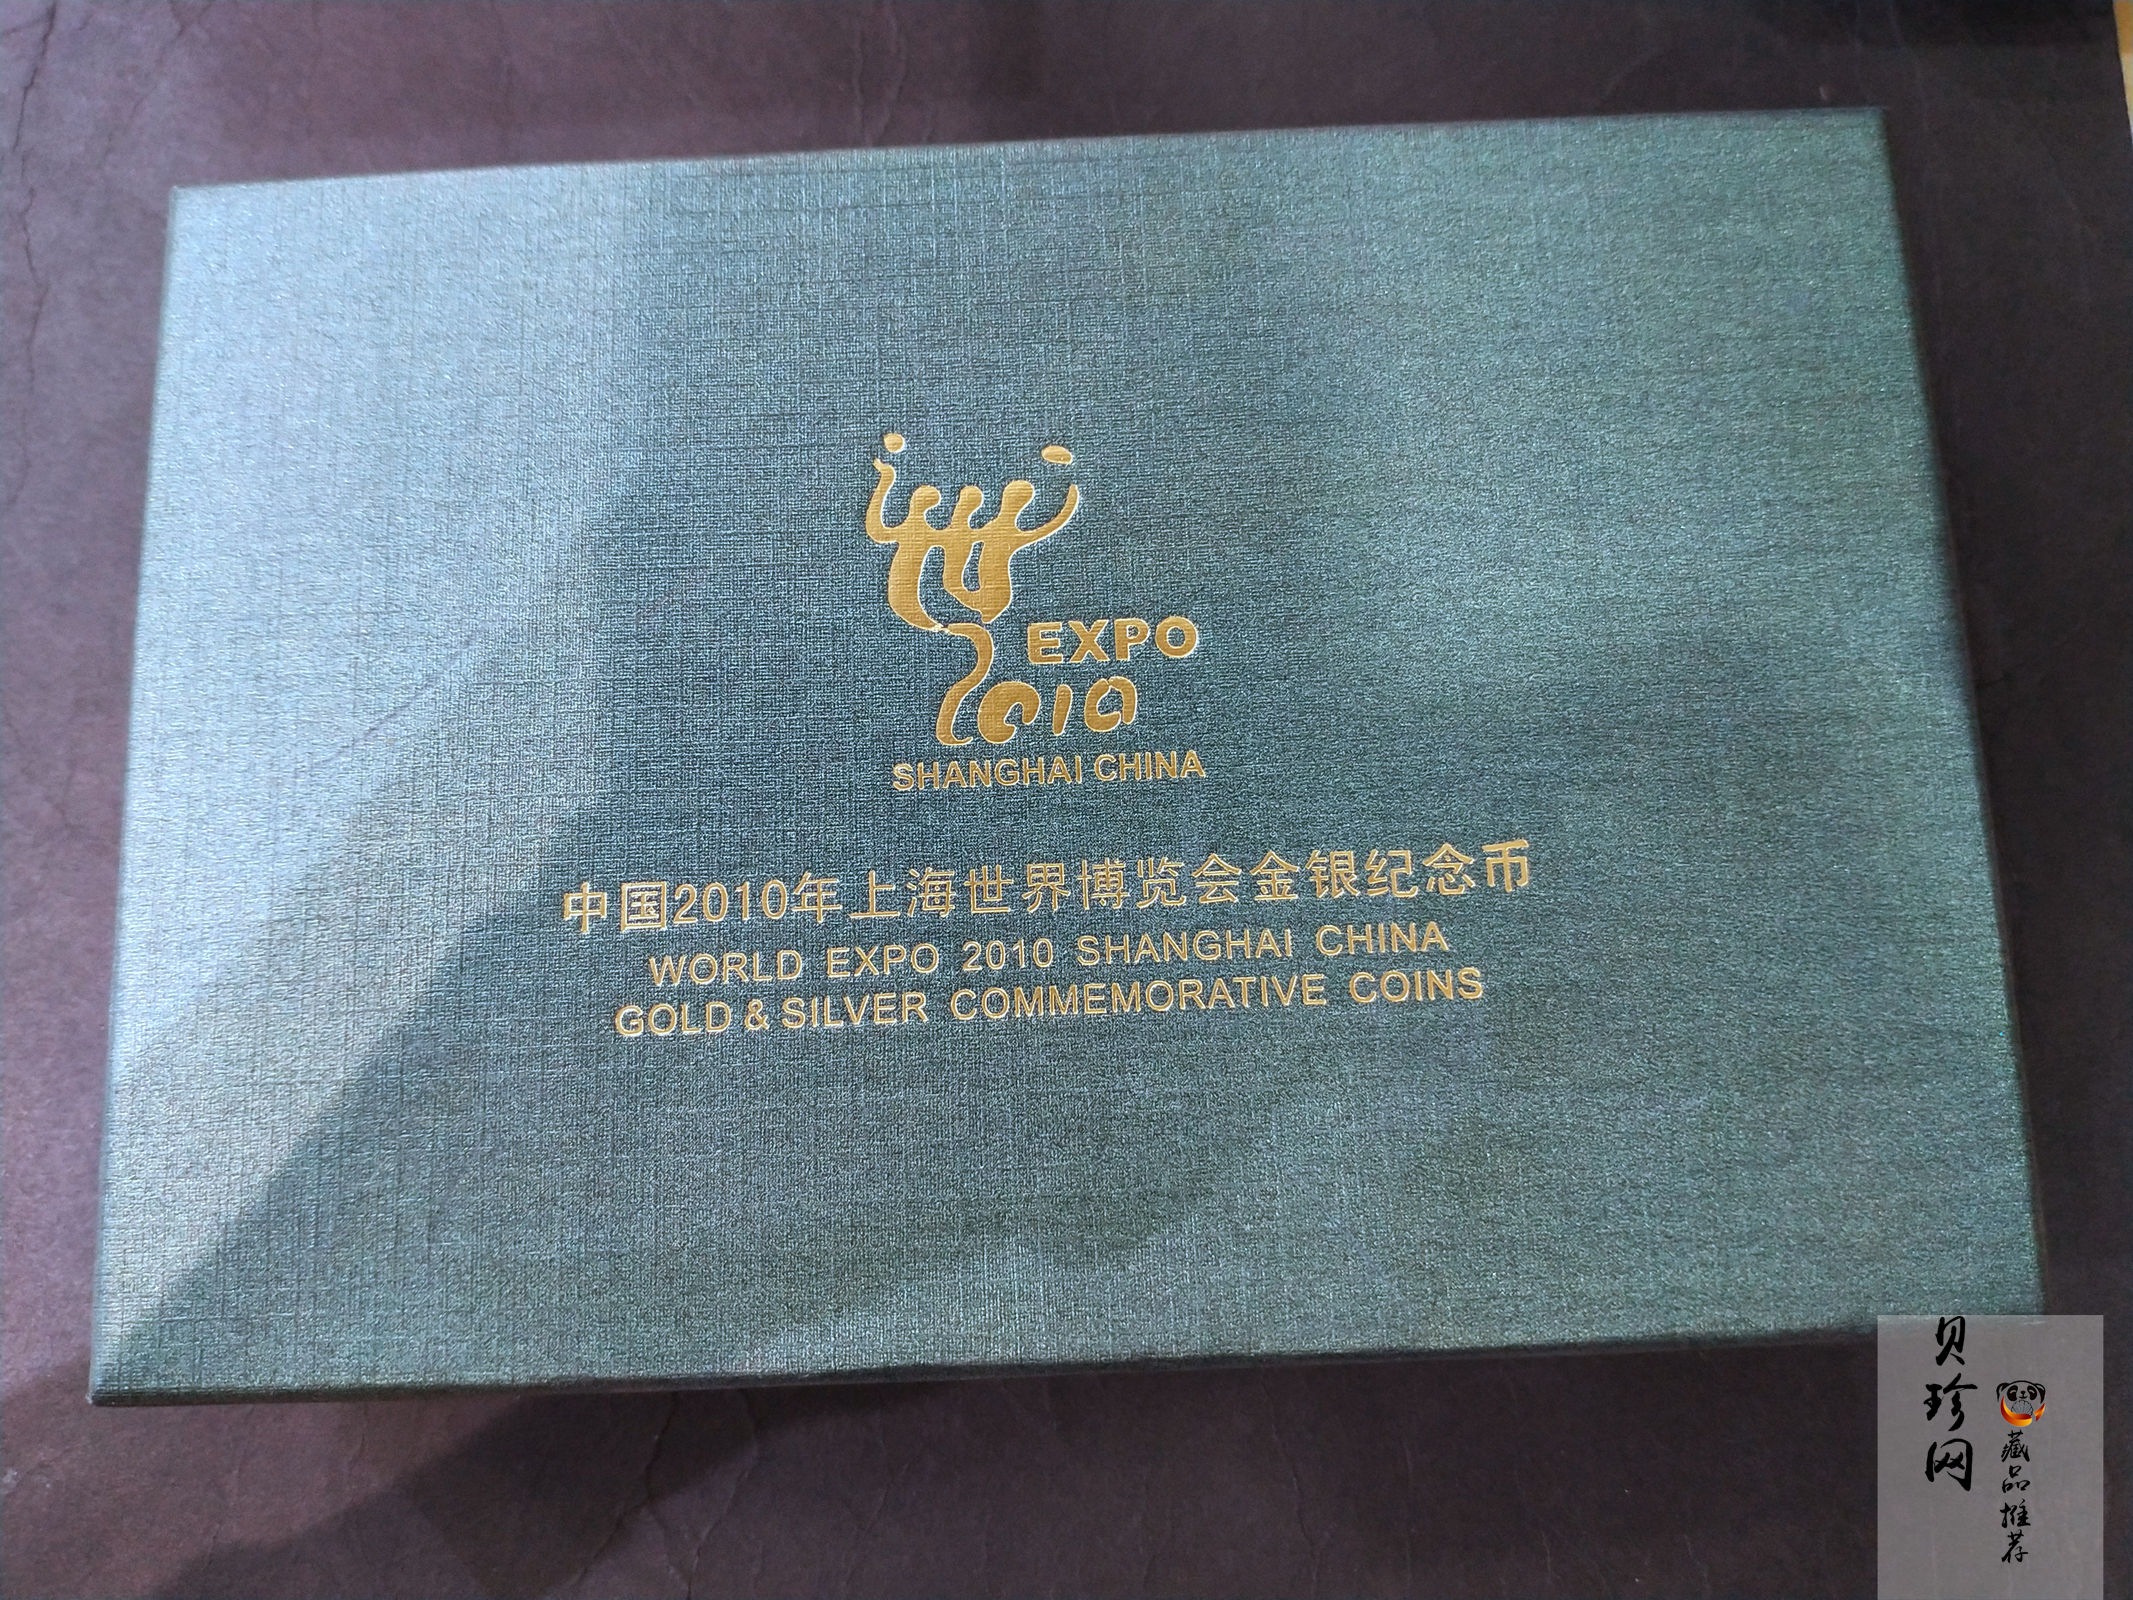 EXPO
2010
SHANGHAI CHINA
中国2010年上海世界博览会金银纪念币
WORLD EXPO 2010 SHANGHAI CHINA
GOLD & SILVER COMMEMORATIVE COINS
贝珍网
藏品推荐